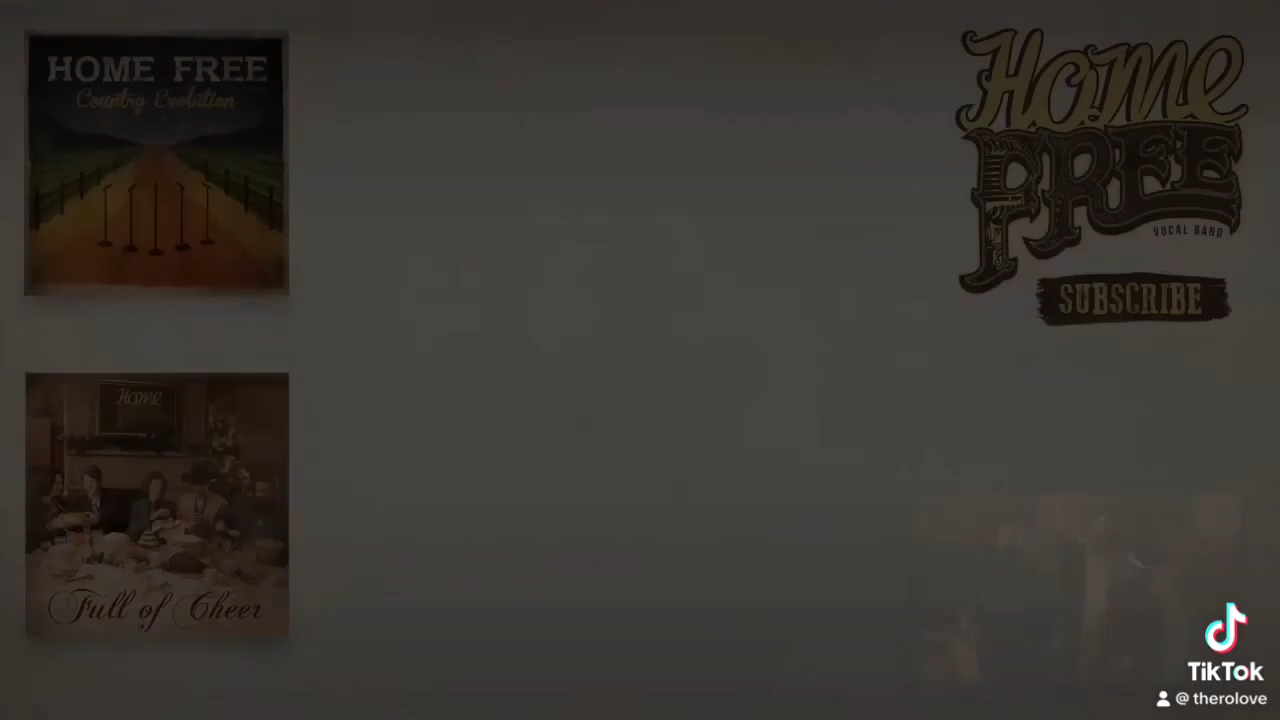 HOME FREE
Country Evolution
Home
FREE
VOCAL BAND
SUBSCRIBE
Home
Full of Cheer
TikTok
@ therolove